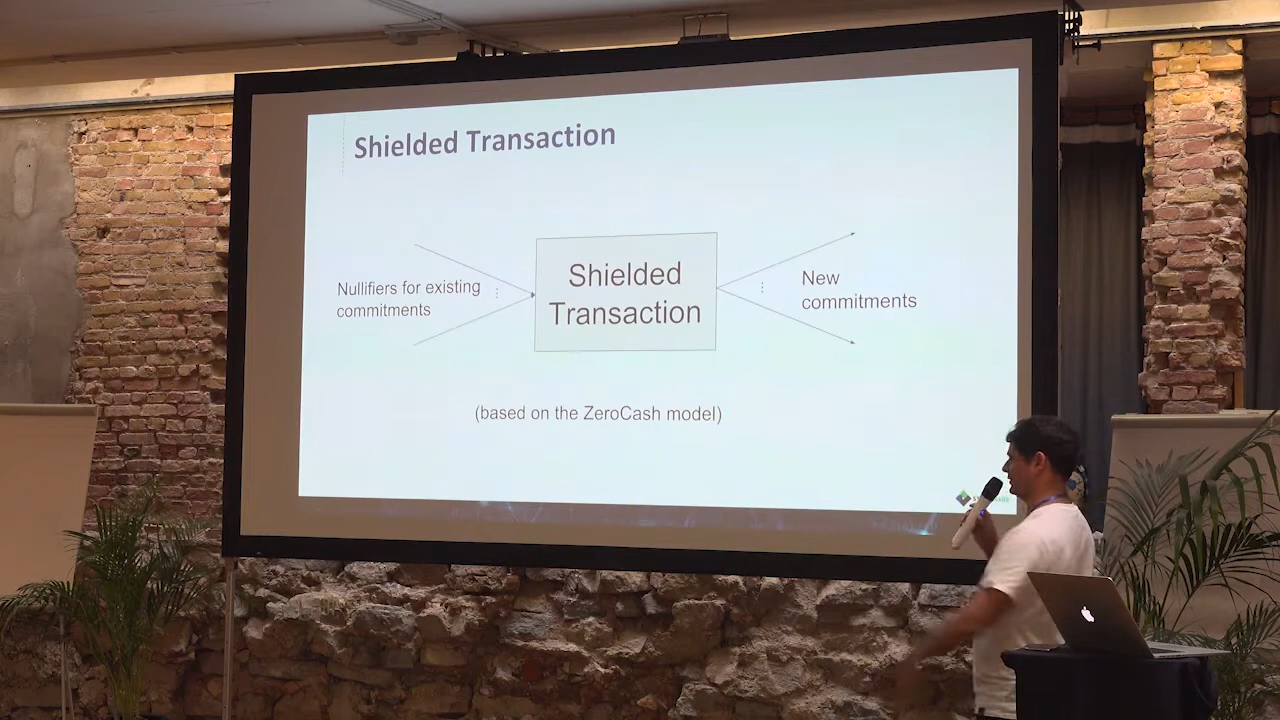 Shielded Transaction
Nullifiers for existing
commitments
Shielded
Transaction
New
commitments
(based on the ZeroCash model)